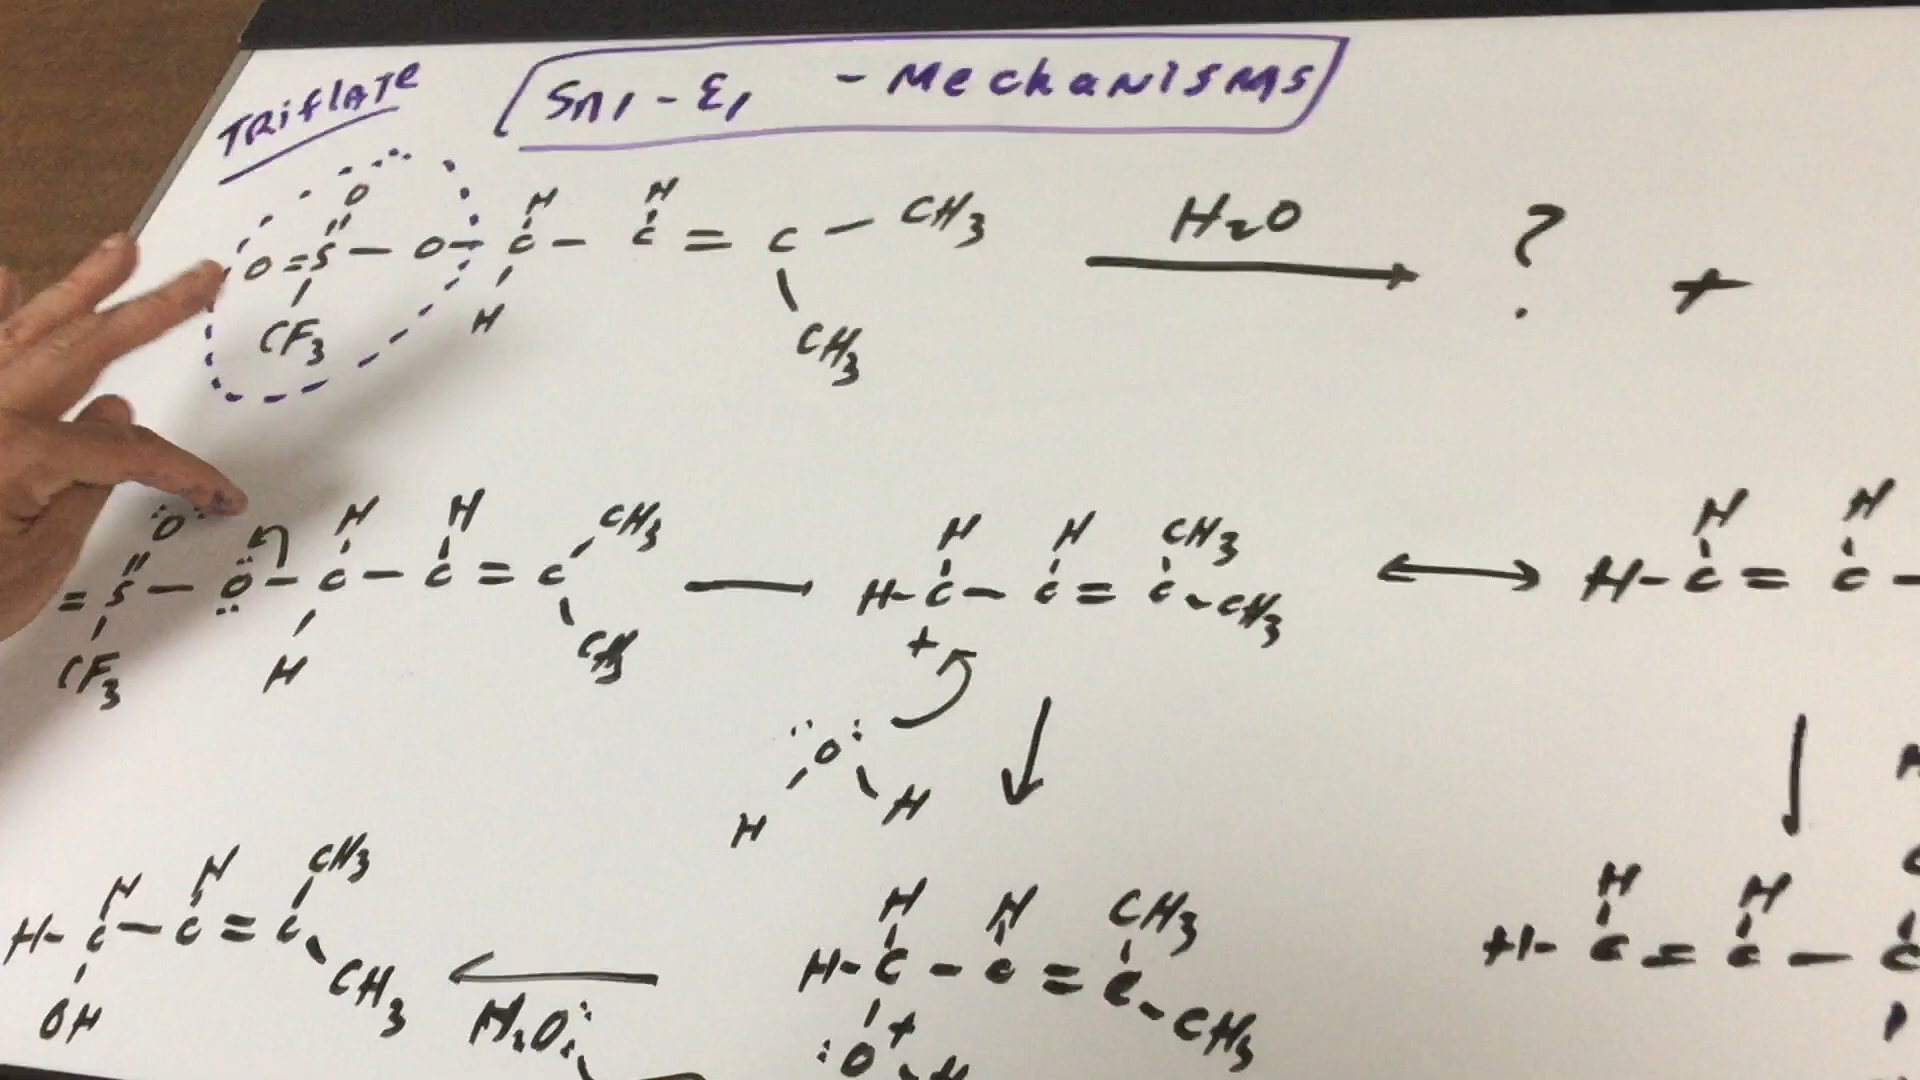 TRiflATE
Sn1 - E1 - Mechanisms
O
O = S - O - C - C = C - CH3
H
H
H
CF3
CH3
H2O
? +
O
= S - O - C - C = C
H
H
CH3
CF3
H
CH3
H - C - C = C - CH3
H
H
CH3
+
H - C = C -
H
H
O
H
H
H - C - C = C
H
H
CH3
CH3
OH
H2O
H - C - C = C - CH3
H
H
CH3
+
O
H
H - C = C - C
H
H